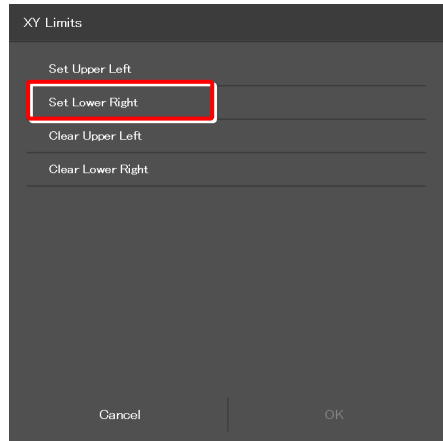 XY Limits
Set Upper Left
Set Lower Right
Clear Upper Left
Clear Lower Right
Cancel
OK